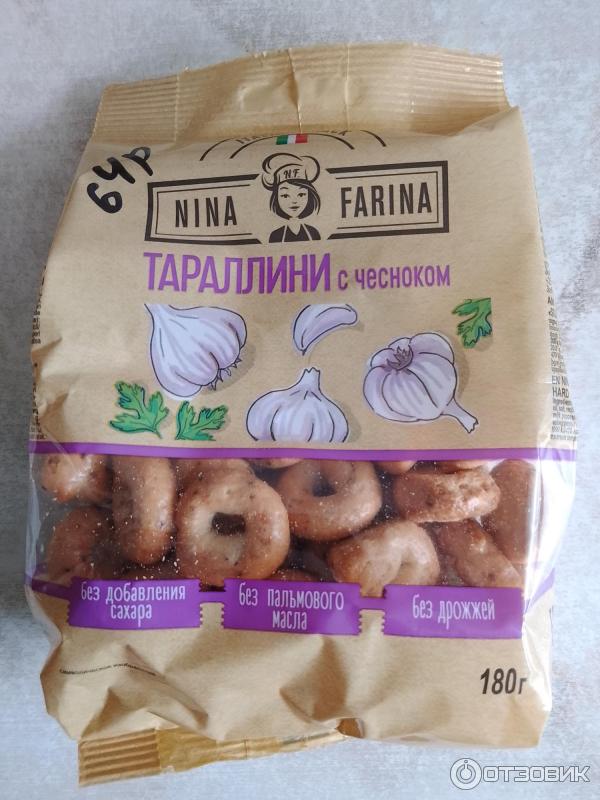 64р
N.F.
NINA FARINA
ТАРАЛЛИНИ с чесноком
без добавления
сахара
без пальмового
масла
без дрожжей
180г
ОТЗОВИК